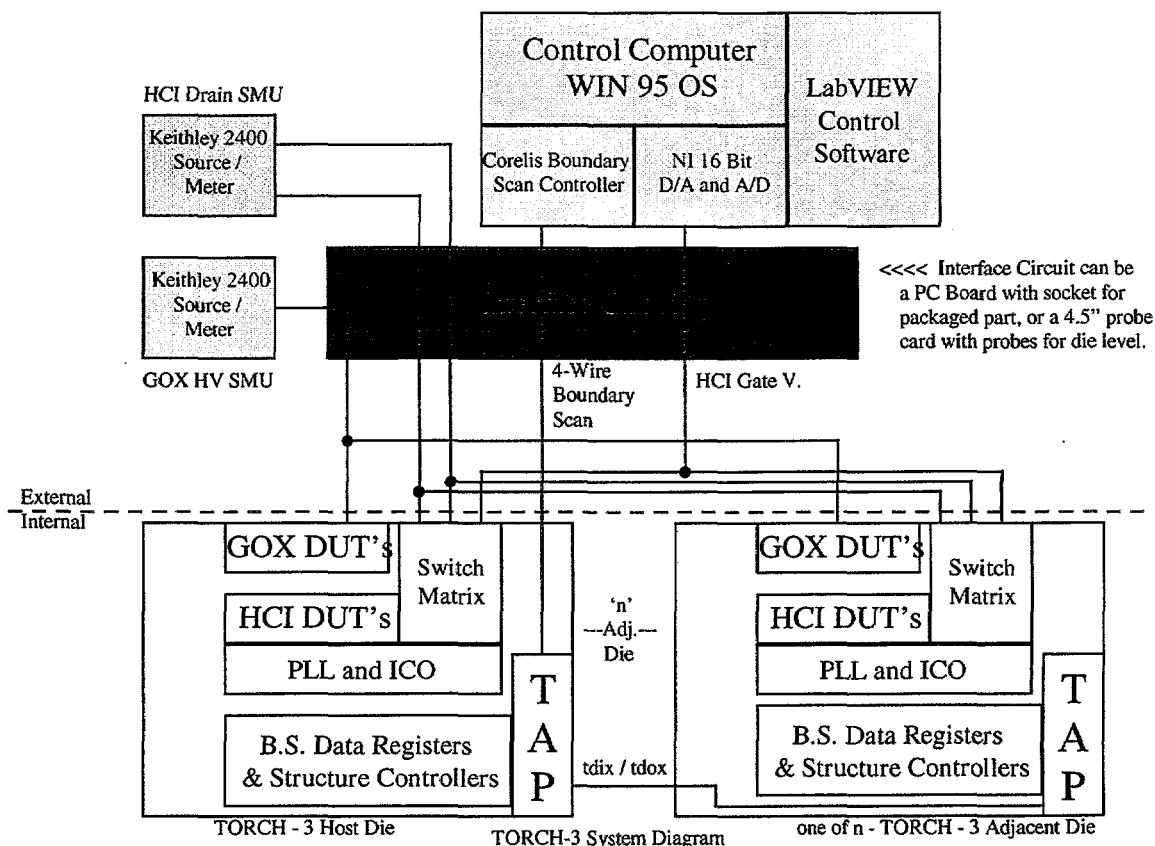 Control Computer
WIN 95 OS
LabVIEW
Control
Software
Corelis Boundary
Scan Controller
NI 16 Bit
D/A and A/D
HCI Drain SMU
Keithley 2400
Source /
Meter
Keithley 2400
Source /
Meter
GOX HV SMU
<<<< Interface Circuit can be
a PC Board with socket for
packaged part, or a 4.5" probe
card with probes for die level.
4-Wire
Boundary
Scan
HCI Gate V.
External
Internal
GOX DUT's
Switch
Matrix
HCI DUT's
PLL and ICO
B.S. Data Registers
& Structure Controllers
TAP
'n'
---Adj.---
Die
tdix / tdox
GOX DUT's
Switch
Matrix
HCI DUT's
PLL and ICO
B.S. Data Registers
& Structure Controllers
TAP
TORCH - 3 Host Die
TORCH-3 System Diagram
one of n - TORCH - 3 Adjacent Die